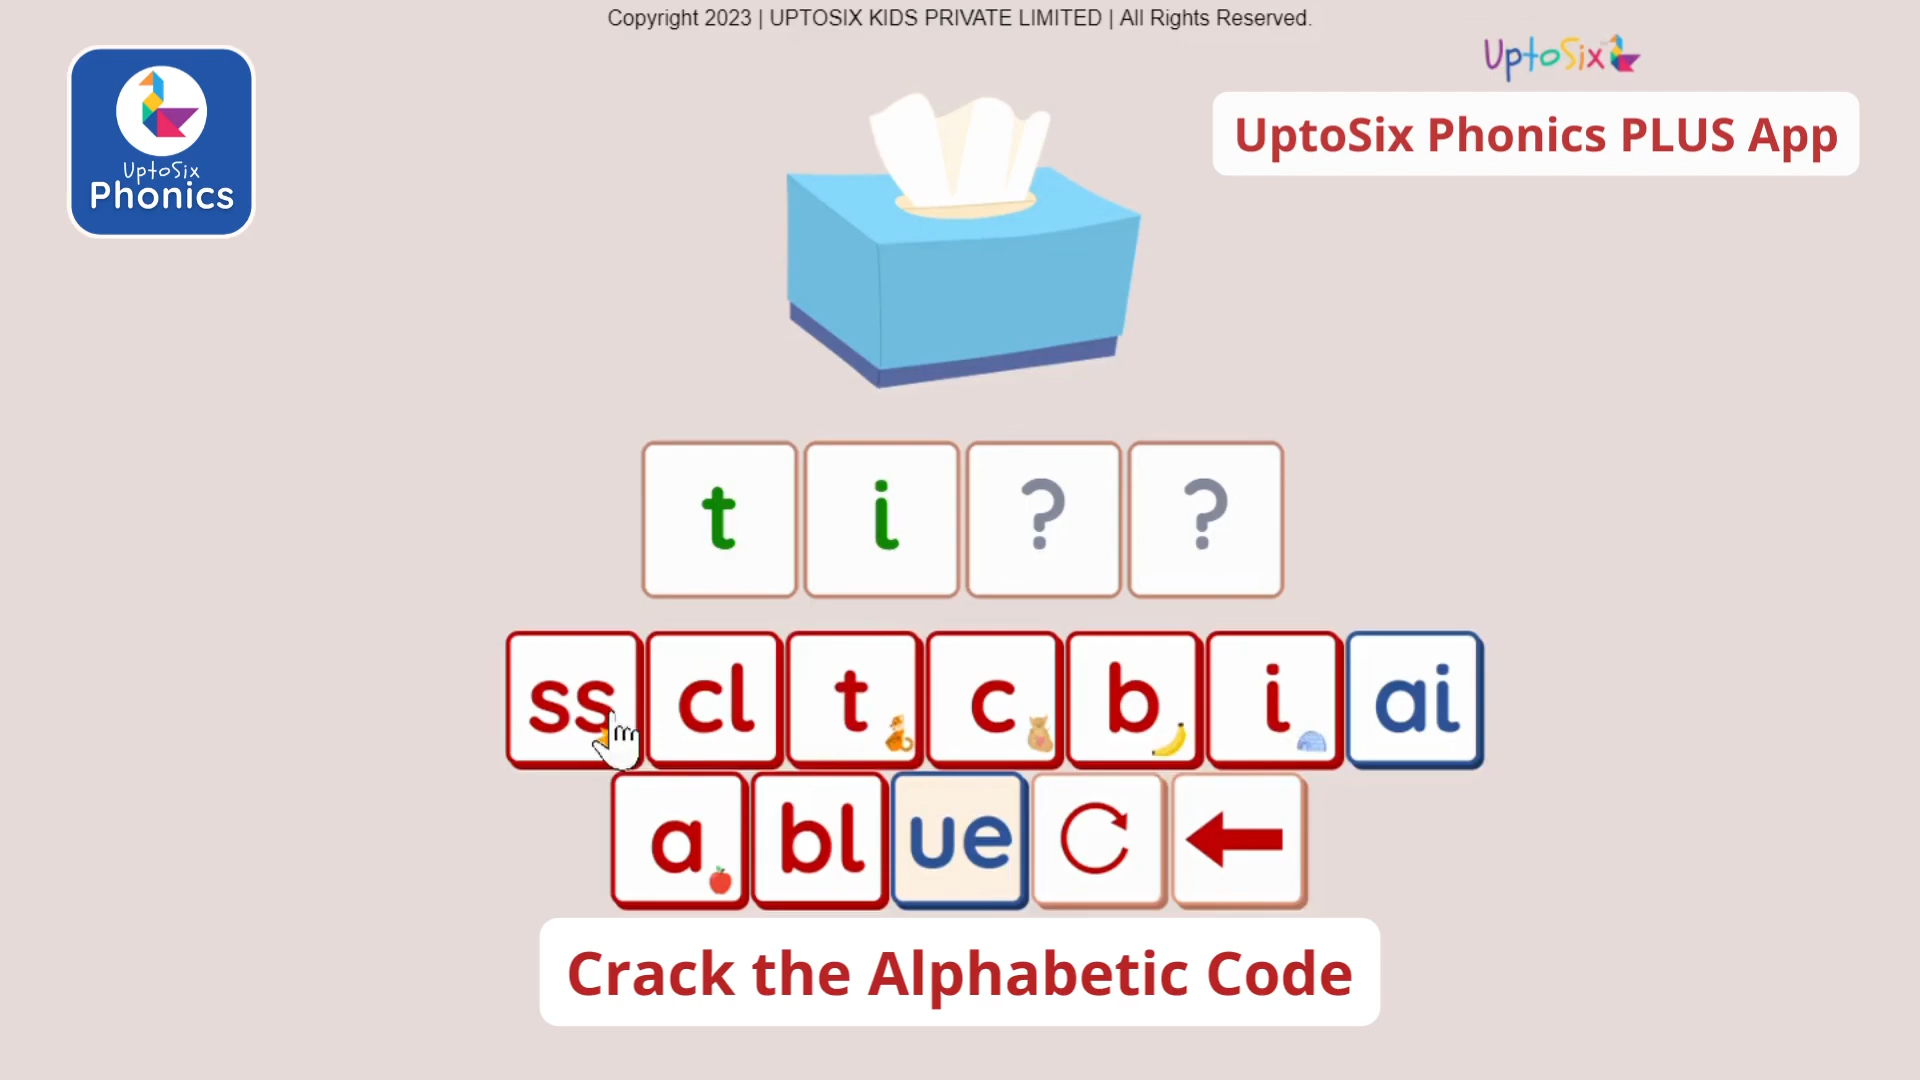 Copyright 2023 | UPTOSIX KIDS PRIVATE LIMITED | All Rights Reserved.
UptoSix
UptoSix Phonics PLUS App
UptoSix
Phonics
t i ? ?
ss cl t c b i ai
a bl ue
Crack the Alphabetic Code